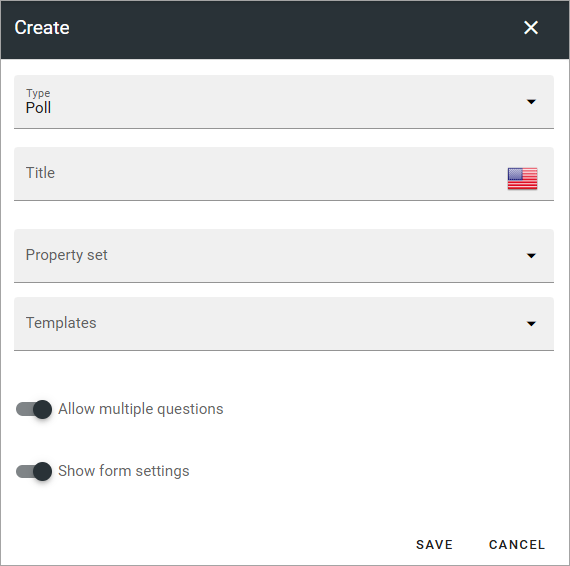 Create
Type
Poll
Title
Property set
Templates
Allow multiple questions
Show form settings
SAVE CANCEL